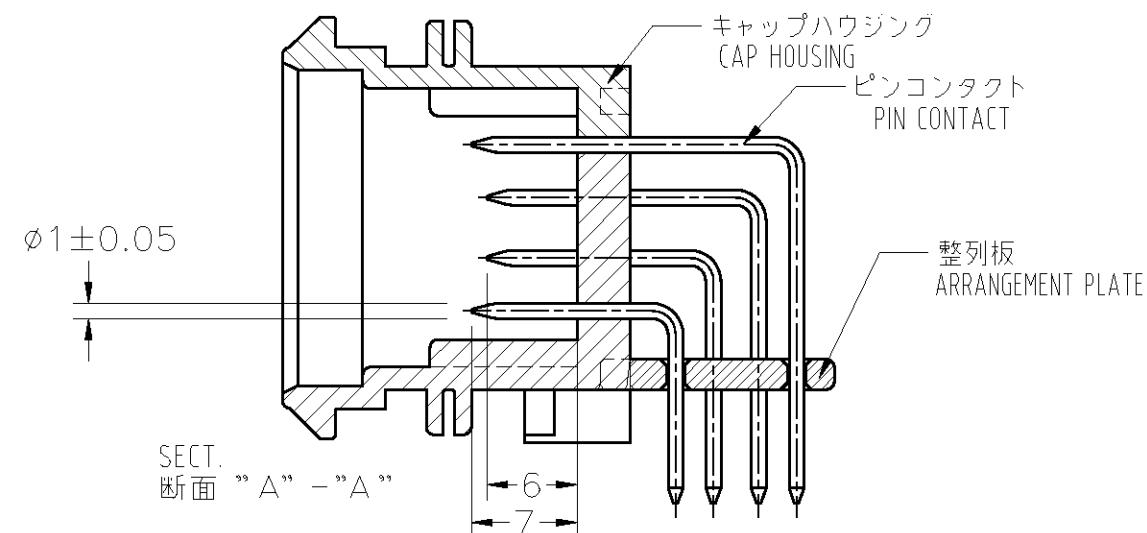 キャップハウジング
CAP HOUSING
ピンコンタクト
PIN CONTACT
ø1±0.05
整列板
ARRANGEMENT PLATE
SECT.
断面 ”A” -”A”
6
7